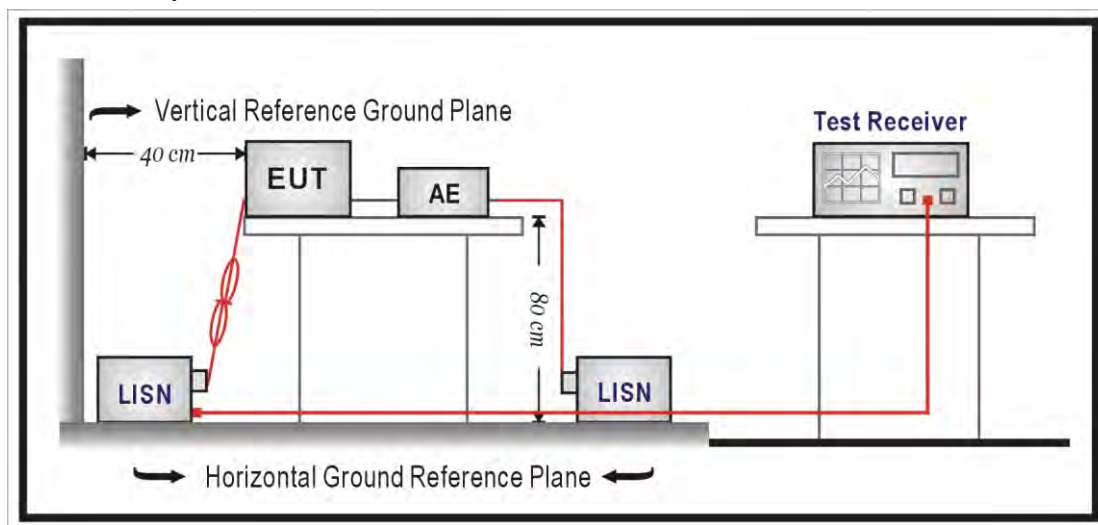 Vertical Reference Ground Plane
Test Receiver
40 cm
EUT
AE
80 cm
LISN
LISN
Horizontal Ground Reference Plane